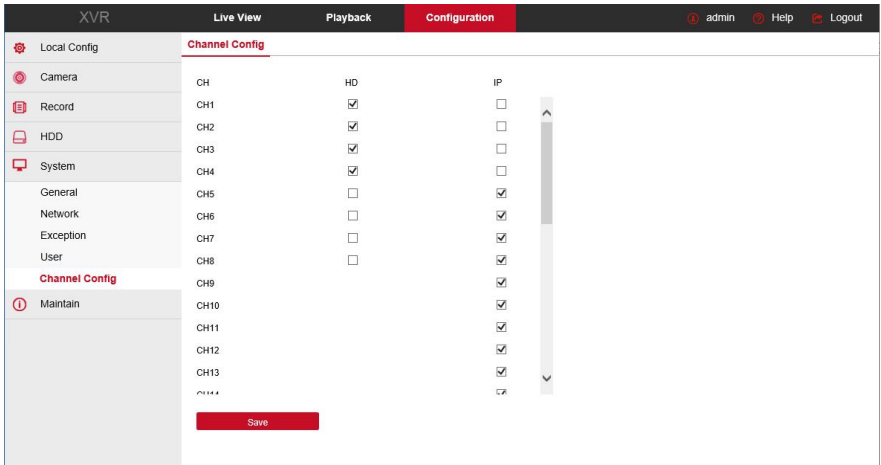 XVR Live View Playback Configuration admin Help Logout
Local Config
Camera
Record
HDD
System
General
Network
Exception
User
Channel Config
Maintain
Channel Config
CH HD IP
CH1
CH2
CH3
CH4
CH5
CH6
CH7
CH8
CH9
CH10
CH11
CH12
CH13
CH14
Save